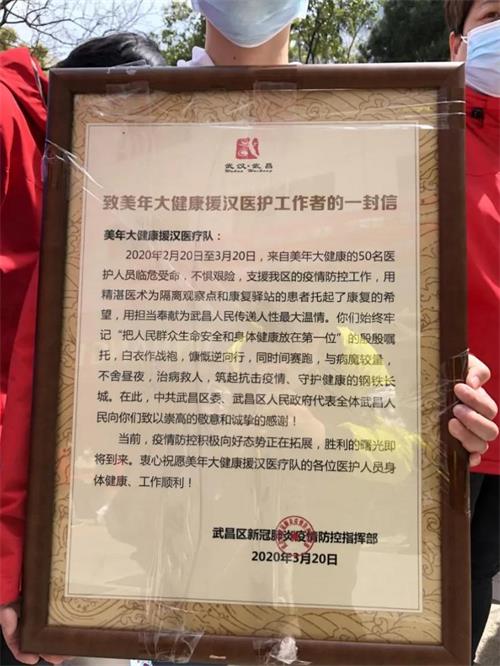 武汉·武昌
Wuhan Wuchang
致美年大健康援汉医护工作者的一封信
美年大健康援汉医疗队：
2020年2月20日至3月20日，来自美年大健康的50名医
护人员临危受命，不惧艰险，支援我区的疫情防控工作，用
精湛医术为隔离观察点和康复驿站的患者托起了康复的希
望，用担当奉献为武昌人民传递人性最大温情。你们始终牢
记“把人民群众生命安全和身体健康放在第一位”的殷殷嘱
托，白衣作战袍，慷慨逆向行，同时间赛跑，与病魔较量，
不舍昼夜，治病救人，筑起抗击疫情、守护健康的钢铁长
城。在此，中共武昌区委、武昌区人民政府代表全体武昌人
民向你们致以崇高的敬意和诚挚的感谢！
当前，疫情防控积极向好态势正在拓展，胜利的曙光即
将到来。衷心祝愿美年大健康援汉医疗队的各位医护人员身
体健康、工作顺利！
武昌区新冠肺炎疫情防控指挥部
2020年3月20日